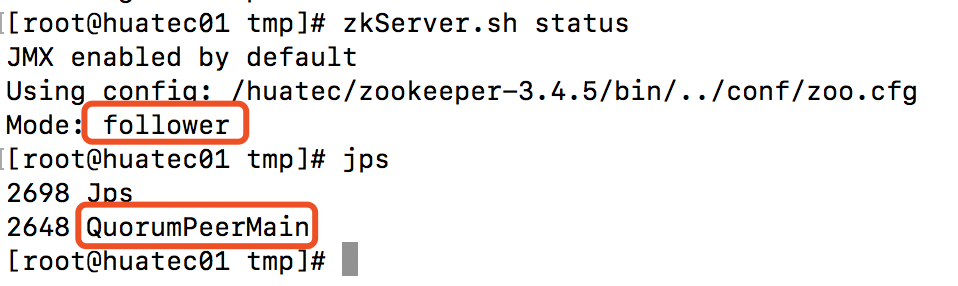 [[root@huatec01 tmp]# zkServer.sh status
JMX enabled by default
Using config: /huatec/zookeeper-3.4.5/bin/../conf/zoo.cfg
Mode: follower
[[root@huatec01 tmp]# jps
2698 Jps
2648 QuorumPeerMain
[root@huatec01 tmp]#